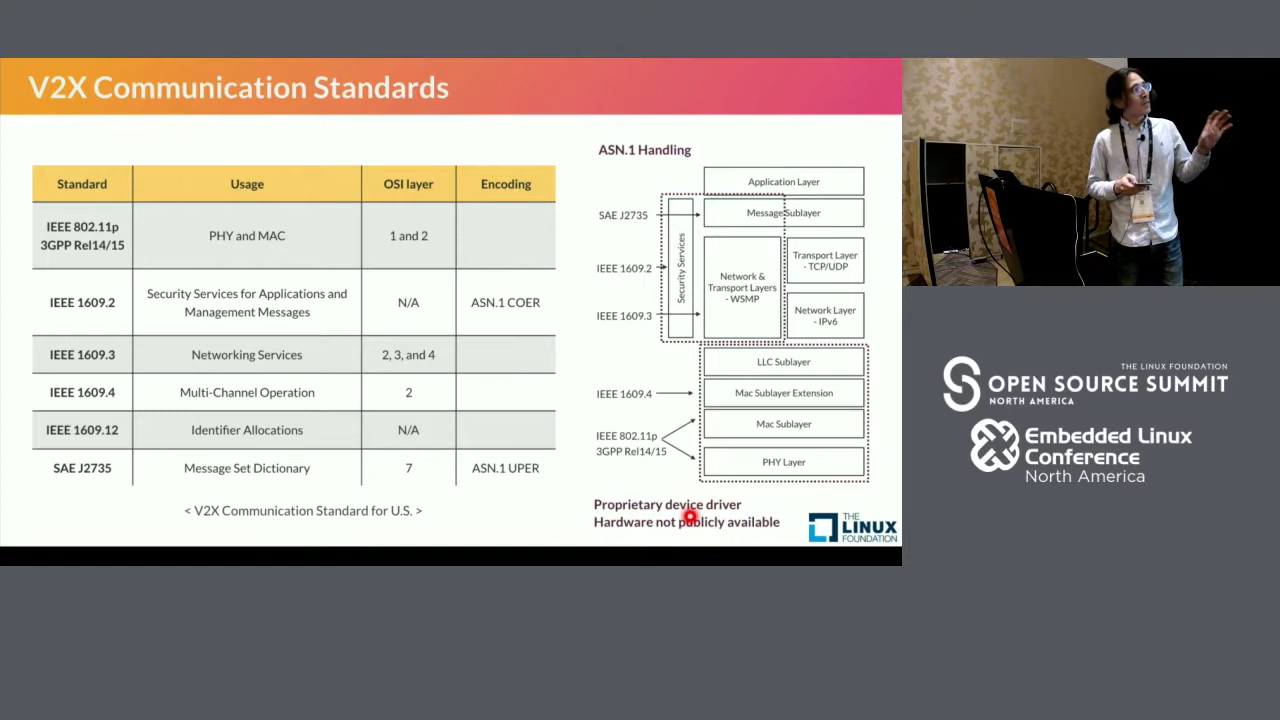 V2X Communication Standards
Standard
Usage
OSI layer
Encoding
IEEE 802.11p
3GPP Rel14/15
PHY and MAC
1 and 2
IEEE 1609.2
Security Services for Applications and
Management Messages
N/A
ASN.1 COER
IEEE 1609.3
Networking Services
2, 3, and 4
IEEE 1609.4
Multi-Channel Operation
2
IEEE 1609.12
Identifier Allocations
N/A
SAE J2735
Message Set Dictionary
7
ASN.1 UPER
< V2X Communication Standard for U.S. >
ASN.1 Handling
Application Layer
SAE J2735
Message Sublayer
Security Services
IEEE 1609.2
Network &
Transport Layers
- WSMP
Transport Layer
- TCP/UDP
IEEE 1609.3
Network Layer
- IPv6
LLC Sublayer
IEEE 1609.4
Mac Sublayer Extension
Mac Sublayer
IEEE 802.11p
3GPP Rel14/15
PHY Layer
Proprietary device driver
Hardware not publicly available
THE
LINUX
FOUNDATION
THE LINUX FOUNDATION
OPEN SOURCE SUMMIT
NORTH AMERICA
Embedded Linux
Conference
North America